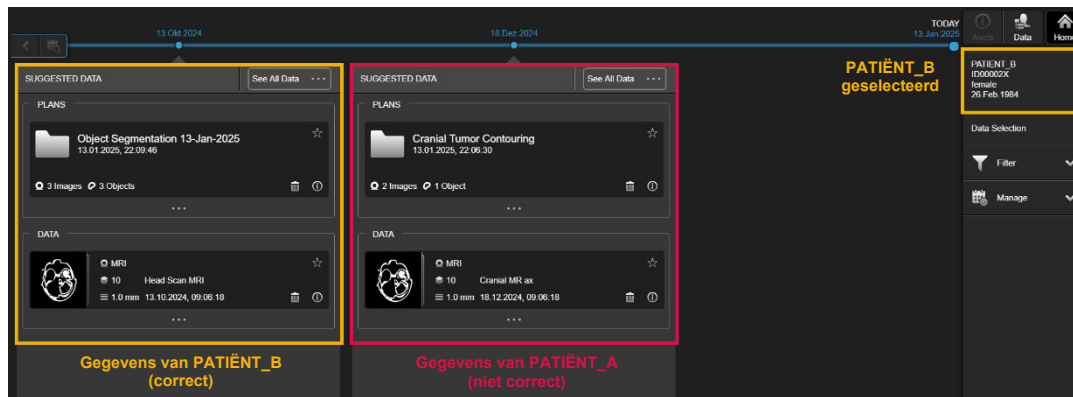 13 Okt 2024
18 Dez 2024
TODAY
13 Jan 2025
Alerts
Data
Home
SUGGESTED DATA
See All Data ...
PLANS
Object Segmentation 13-Jan-2025
13.01.2025, 22:09:46
3 Images 3 Objects
...
DATA
MRI
10 Head Scan MRI
1.0 mm 13.10.2024, 09:06:18
...
Gegevens van PATIËNT_B
(correct)
SUGGESTED DATA
See All Data ...
PLANS
Cranial Tumor Contouring
13.01.2025, 22:06:30
2 Images 1 Object
...
DATA
MRI
10 Cranial MR ax
1.0 mm 18.12.2024, 09:06:18
...
Gegevens van PATIËNT_A
(niet correct)
PATIËNT_B
geselecteerd
PATIENT_B
ID00002X
female
26.Feb.1984
Data Selection
Filter
Manage